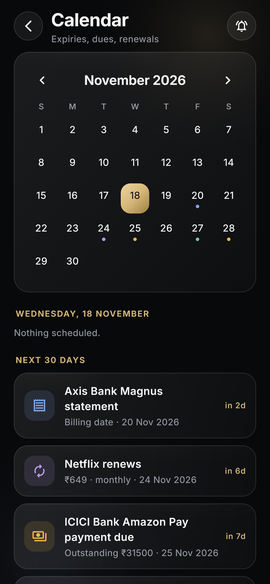 Calendar
Expiries, dues, renewals
November 2026
S M T W T F S
1 2 3 4 5 6 7
8 9 10 11 12 13 14
15 16 17 18 19 20 21
22 23 24 25 26 27 28
29 30
WEDNESDAY, 18 NOVEMBER
Nothing scheduled.
NEXT 30 DAYS
Axis Bank Magnus
statement
in 2d
Billing date · 20 Nov 2026
Netflix renews
in 6d
₹649 · monthly · 24 Nov 2026
ICICI Bank Amazon Pay
payment due
in 7d
Outstanding ₹31500 · 25 Nov 2026